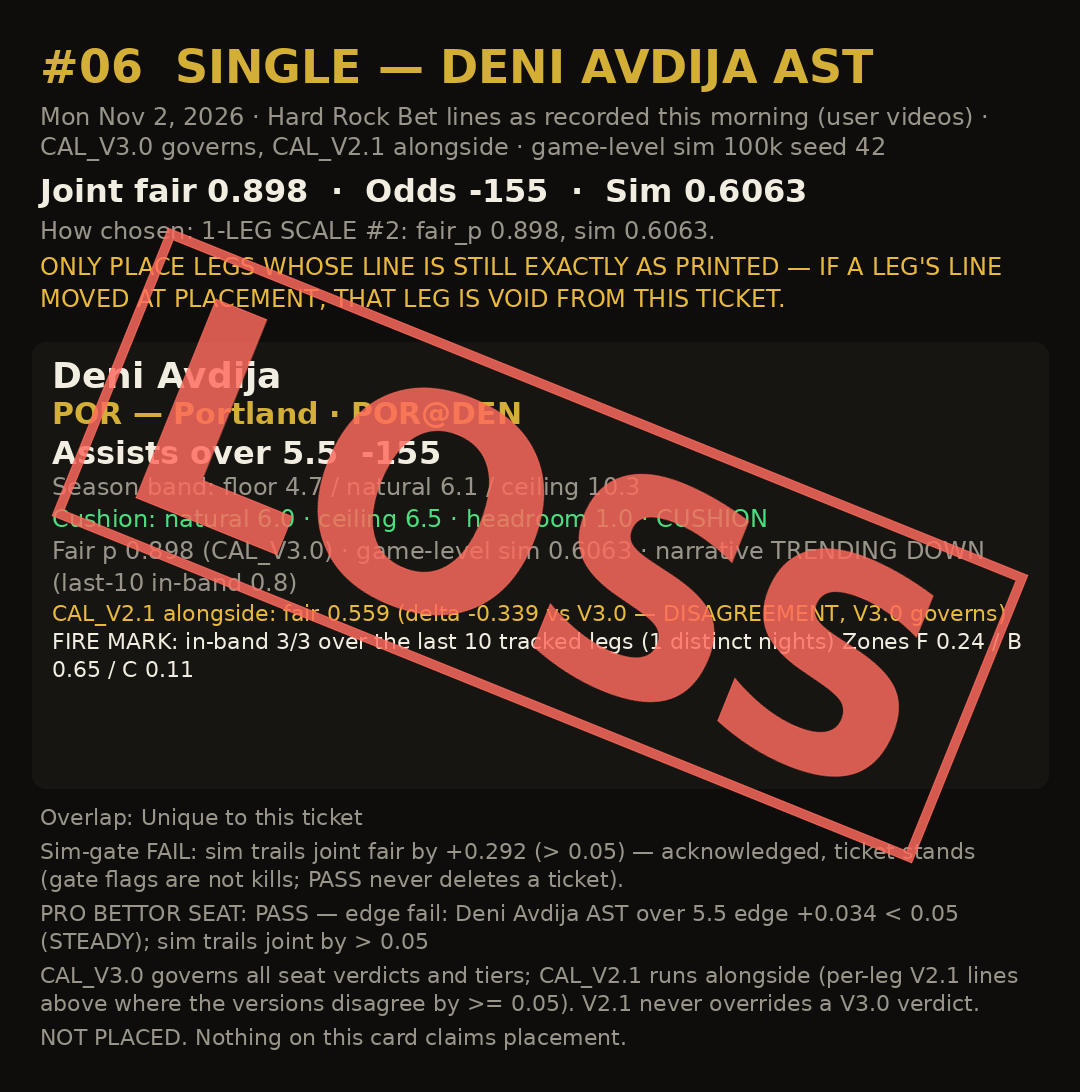 #06  SINGLE — DENI AVDIJA AST
Mon Nov 2, 2026 · Hard Rock Bet lines as recorded this morning (user videos) ·
CAL_V3.0 governs, CAL_V2.1 alongside · game-level sim 100k seed 42
Joint fair 0.898  ·  Odds -155  ·  Sim 0.6063
How chosen: 1-LEG SCALE #2: fair_p 0.898, sim 0.6063.
ONLY PLACE LEGS WHOSE LINE IS STILL EXACTLY AS PRINTED — IF A LEG'S LINE
MOVED AT PLACEMENT, THAT LEG IS VOID FROM THIS TICKET.
Deni Avdija
POR — Portland · POR@DEN
Assists over 5.5  -155
Season band: floor 4.7 / natural 6.1 / ceiling 10.3
Cushion: natural 6.0 · ceiling 6.5 · headroom 1.0 · CUSHION
Fair p 0.898 (CAL_V3.0) · game-level sim 0.6063 · narrative TRENDING DOWN
(last-10 in-band 0.8)
CAL_V2.1 alongside: fair 0.559 (delta -0.339 vs V3.0 — DISAGREEMENT, V3.0 governs)
FIRE MARK: in-band 3/3 over the last 10 tracked legs (1 distinct nights) Zones F 0.24 / B
0.65 / C 0.11
LOSS
Overlap: Unique to this ticket
Sim-gate FAIL: sim trails joint fair by +0.292 (> 0.05) — acknowledged, ticket stands
(gate flags are not kills; PASS never deletes a ticket).
PRO BETTOR SEAT: PASS — edge fail: Deni Avdija AST over 5.5 edge +0.034 < 0.05
(STEADY); sim trails joint by > 0.05
CAL_V3.0 governs all seat verdicts and tiers; CAL_V2.1 runs alongside (per-leg V2.1 lines
above where the versions disagree by >= 0.05). V2.1 never overrides a V3.0 verdict.
NOT PLACED. Nothing on this card claims placement.